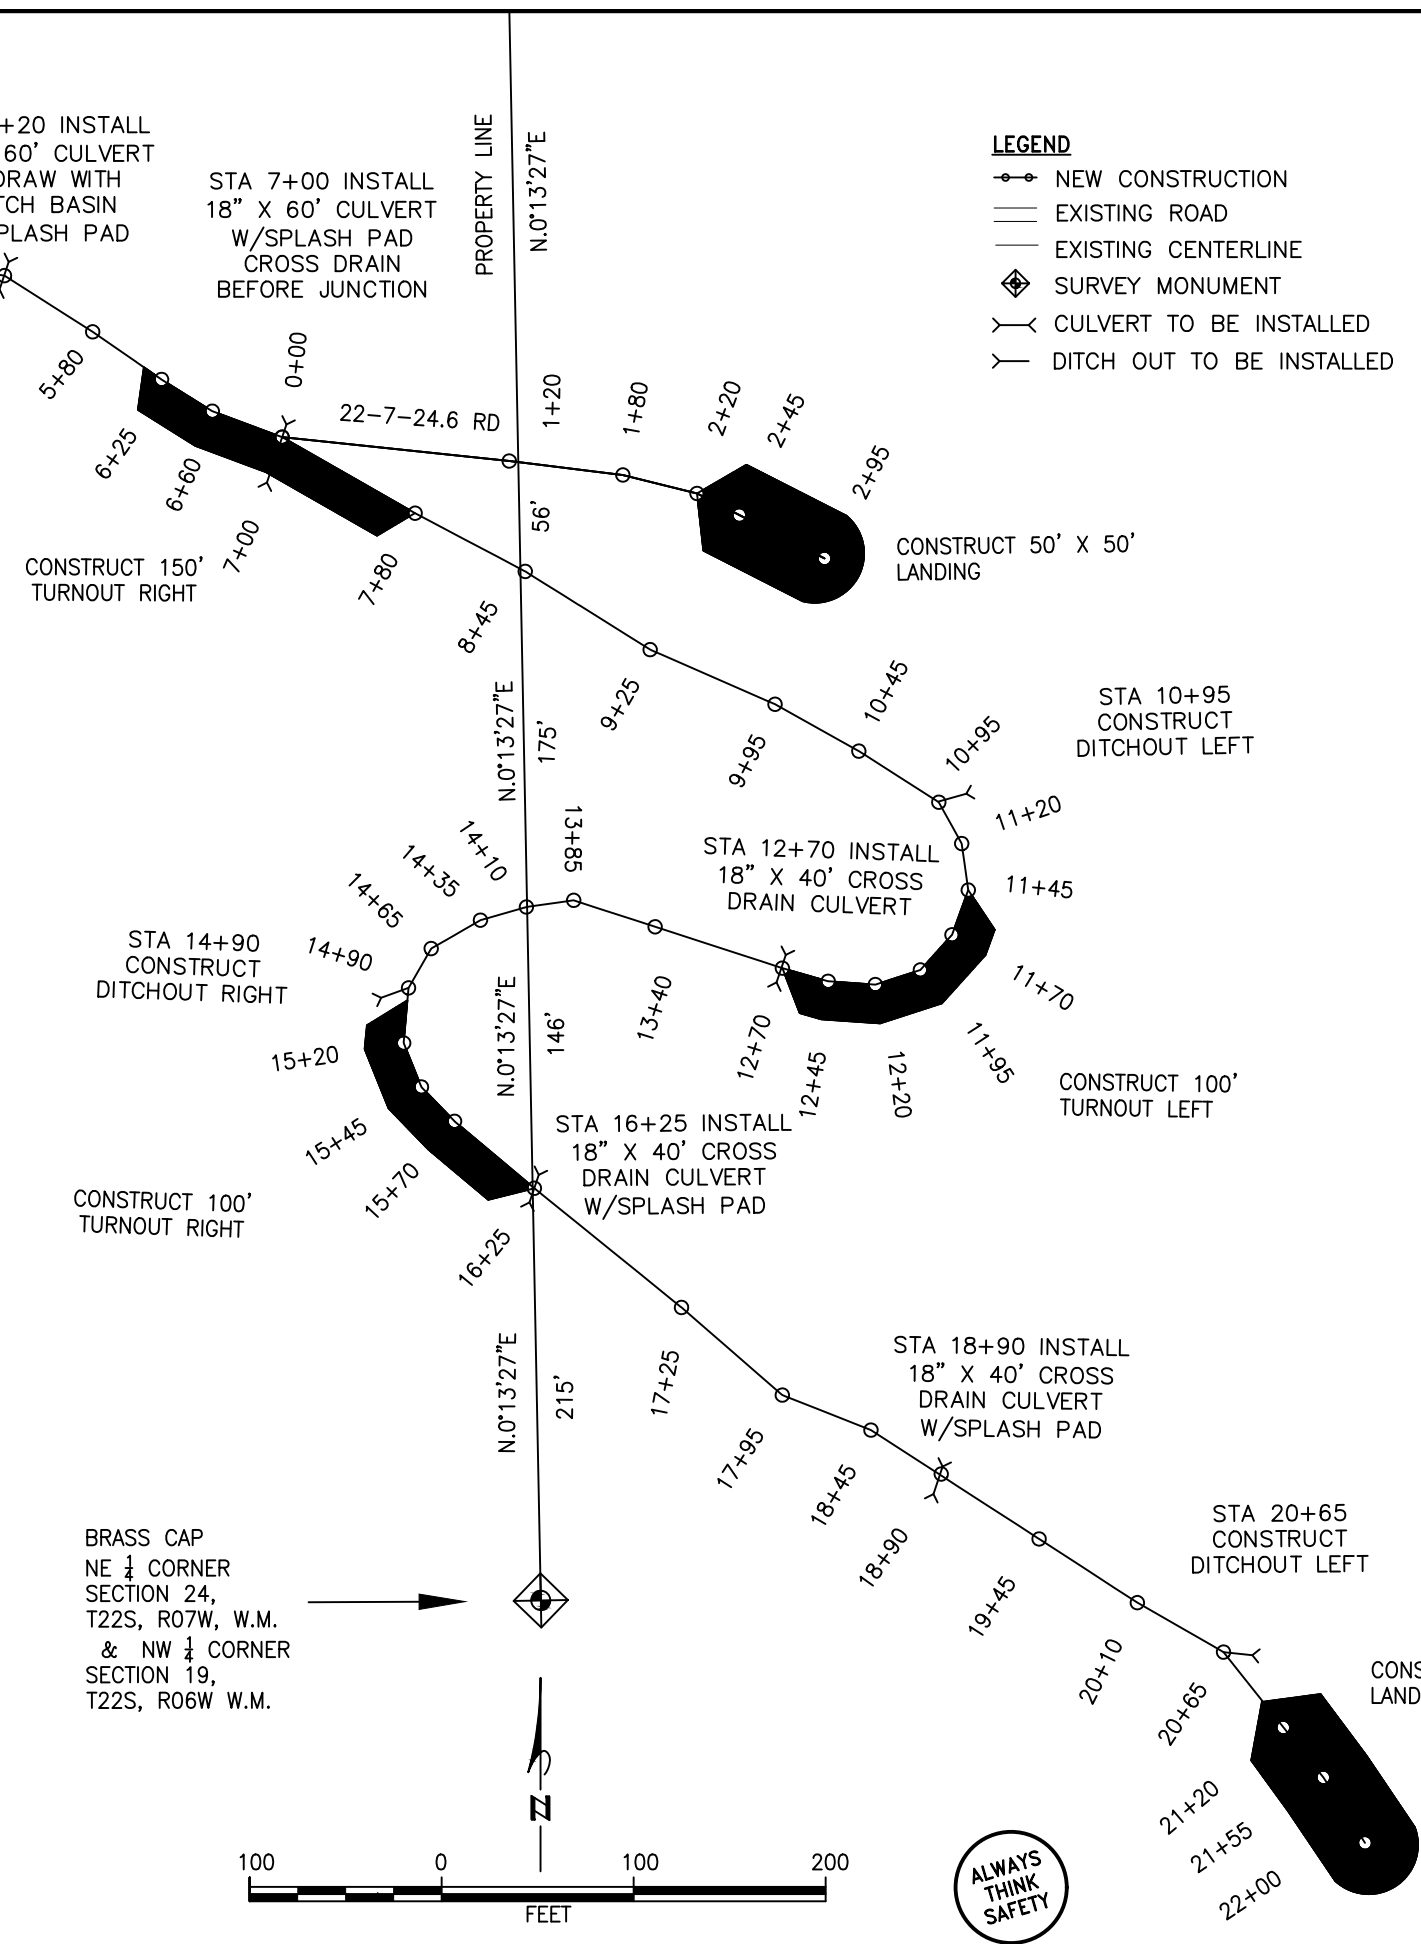 +20 INSTALL
60' CULVERT
DRAW WITH
TCH BASIN
PLASH PAD
STA 7+00 INSTALL
18" X 60' CULVERT
W/SPLASH PAD
CROSS DRAIN
BEFORE JUNCTION
PROPERTY LINE
N.0°13'27"E
LEGEND
NEW CONSTRUCTION
EXISTING ROAD
EXISTING CENTERLINE
SURVEY MONUMENT
CULVERT TO BE INSTALLED
DITCH OUT TO BE INSTALLED
5+80
6+25
6+60
7+00
7+80
0+00
22-7-24.6 RD
1+20
1+80
2+20
2+45
2+95
CONSTRUCT 50' X 50'
LANDING
CONSTRUCT 150'
TURNOUT RIGHT
56'
8+45
9+25
9+95
10+45
10+95
STA 10+95
CONSTRUCT
DITCHOUT LEFT
N.0°13'27"E
175'
11+20
11+45
11+70
11+95
12+20
12+45
12+70
STA 12+70 INSTALL
18" X 40' CROSS
DRAIN CULVERT
CONSTRUCT 100'
TURNOUT LEFT
13+40
13+85
14+10
14+35
14+65
14+90
STA 14+90
CONSTRUCT
DITCHOUT RIGHT
N.0°13'27"E
146'
15+20
15+45
15+70
16+25
CONSTRUCT 100'
TURNOUT RIGHT
STA 16+25 INSTALL
18" X 40' CROSS
DRAIN CULVERT
W/SPLASH PAD
N.0°13'27"E
215'
17+25
17+95
18+45
18+90
STA 18+90 INSTALL
18" X 40' CROSS
DRAIN CULVERT
W/SPLASH PAD
19+45
20+10
20+65
STA 20+65
CONSTRUCT
DITCHOUT LEFT
CONS
LAND
21+20
21+55
22+00
BRASS CAP
NE 1/4 CORNER
SECTION 24,
T22S, R07W, W.M.
& NW 1/4 CORNER
SECTION 19,
T22S, R06W W.M.
N
100 0 100 200
FEET
ALWAYS
THINK
SAFETY